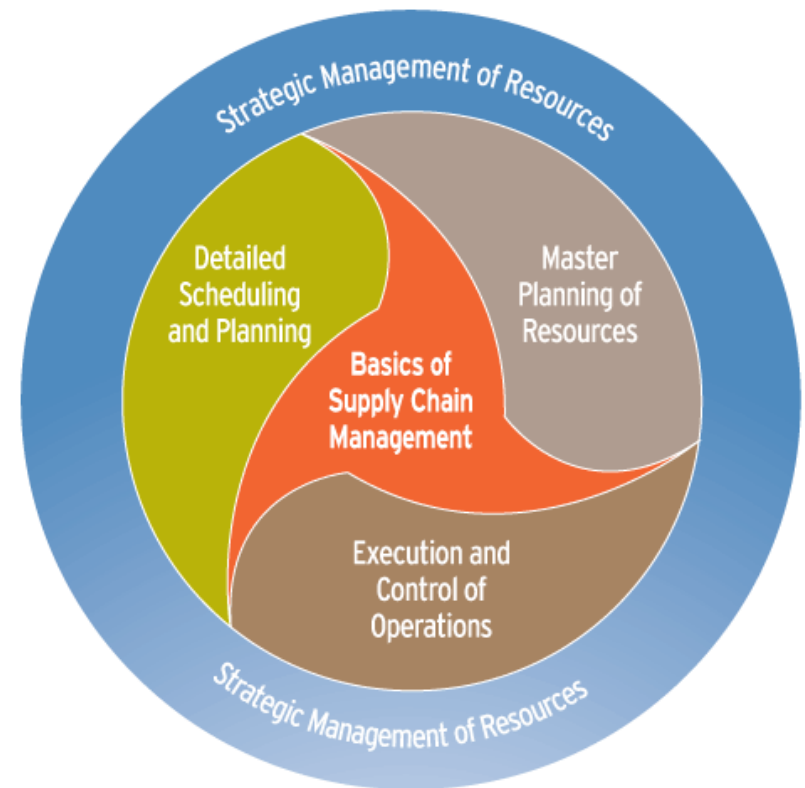 Strategic Management of Resources
Detailed
Scheduling
and Planning
Master
Planning of
Resources
Basics of
Supply Chain
Management
Execution and
Control of
Operations
Strategic Management of Resources